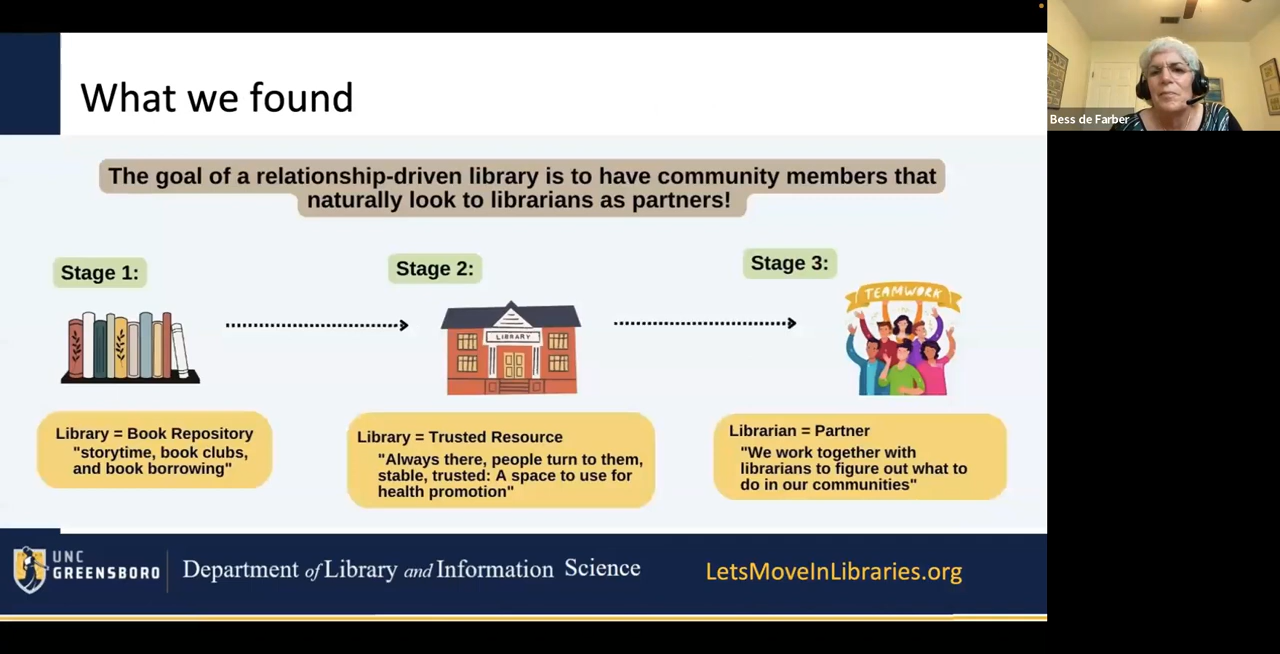 What we found
Bess de Farber
The goal of a relationship-driven library is to have community members that
naturally look to librarians as partners!
Stage 1:
Stage 2:
Stage 3:
LIBRARY
TEAMWORK
Library = Book Repository
"storytime, book clubs,
and book borrowing"
Library = Trusted Resource
"Always there, people turn to them,
stable, trusted: A space to use for
health promotion"
Librarian = Partner
"We work together with
librarians to figure out what to
do in our communities"
UNC
GREENSBORO
Department of Library and Information Science
LetsMoveInLibraries.org